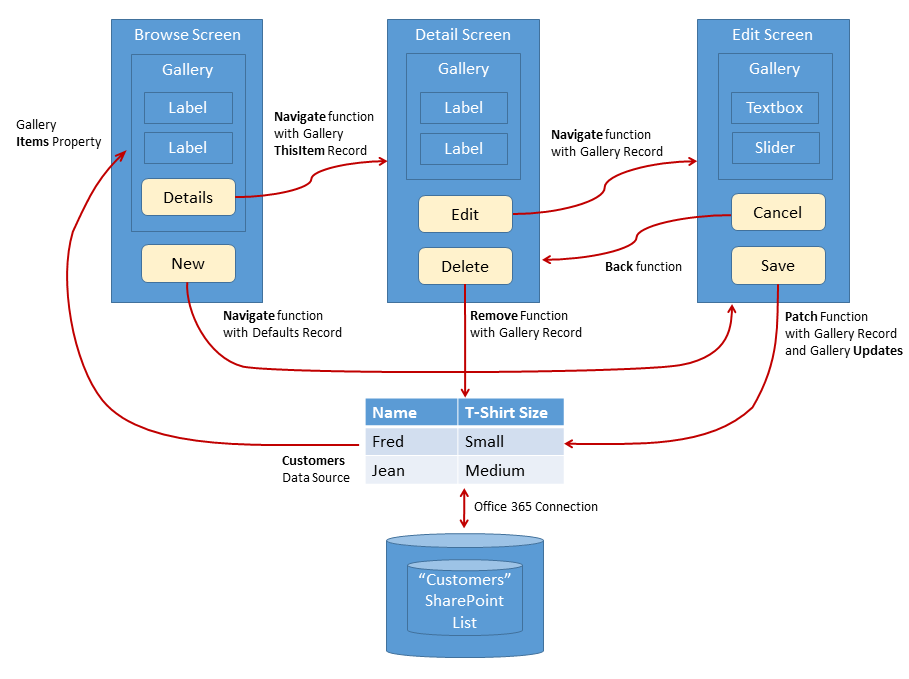 Browse Screen
Gallery
Label
Label
Details
New
Detail Screen
Gallery
Label
Label
Edit
Delete
Edit Screen
Gallery
Textbox
Slider
Cancel
Save
Gallery
Items Property
Navigate function
with Gallery
ThisItem Record
Navigate function
with Gallery Record
Back function
Navigate function
with Defaults Record
Remove Function
with Gallery Record
Patch Function
with Gallery Record
and Gallery Updates
Name T-Shirt Size
Fred Small
Jean Medium
Customers
Data Source
Office 365 Connection
“Customers”
SharePoint
List